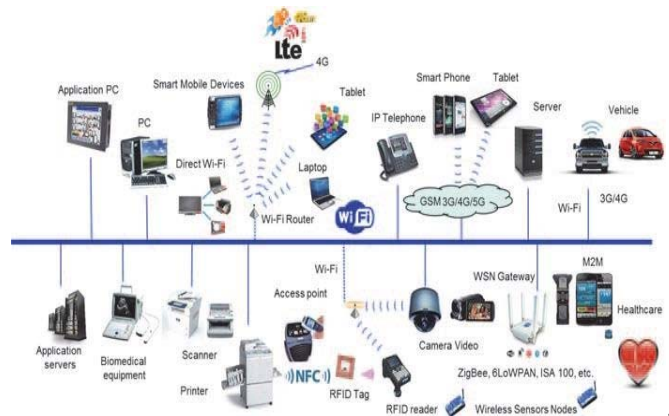 Lte
4G
Application PC
Smart Mobile Devices
Tablet
Smart Phone
Tablet
PC
IP Telephone
Server
Vehicle
Direct Wi-Fi
Laptop
Wi-Fi Router
Wi Fi
GSM 3G/4G/5G
Wi-Fi
3G/4G
Wi-Fi
WSN Gateway
M2M
Access point
Healthcare
Application
servers
Biomedical
equipment
Scanner
Camera Video
Printer
NFC
RFID Tag
ZigBee, 6LoWPAN, ISA 100, etc.
RFID reader
Wireless Sensors Nodes